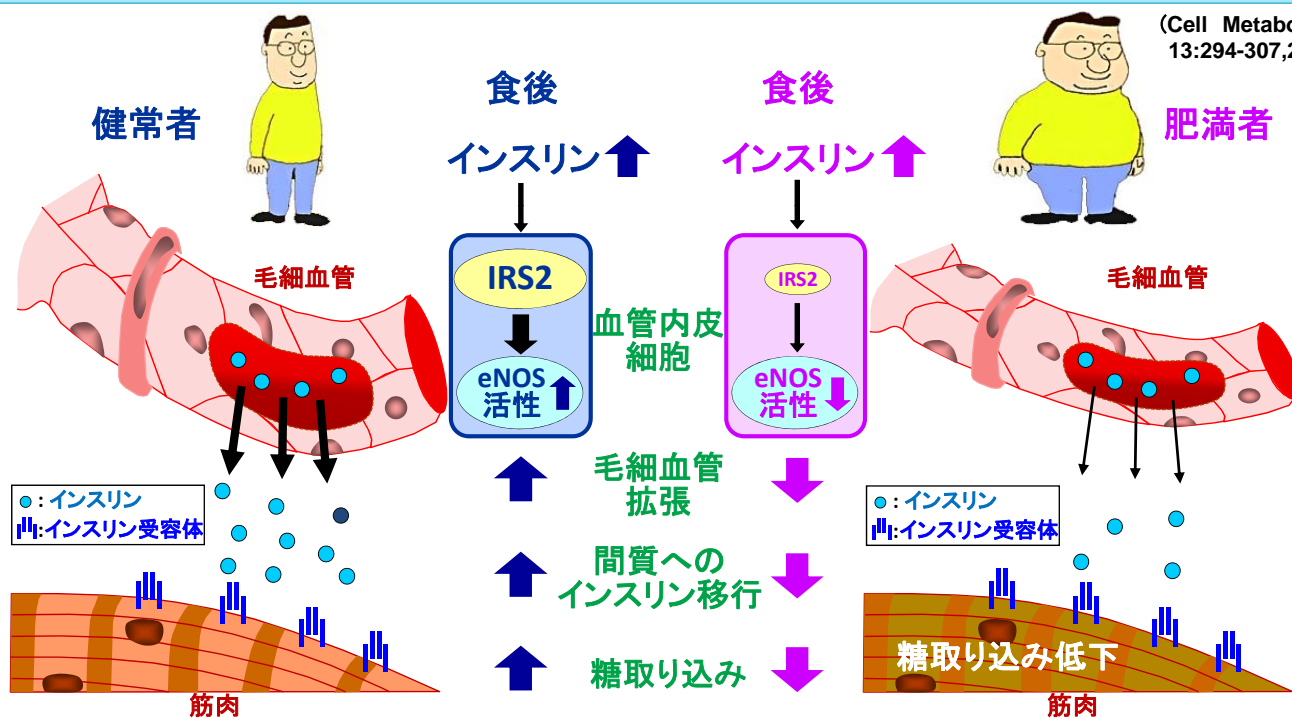 (Cell Metabo
13:294-307,2
健常者
食後
インスリン
IRS2
eNOS
活性
食後
インスリン
IRS2
eNOS
活性
肥満者
毛細血管
血管内皮
細胞
毛細血管
毛細血管
拡張
間質への
インスリン移行
糖取り込み
: インスリン
:インスリン受容体
筋肉
: インスリン
:インスリン受容体
糖取り込み低下
筋肉